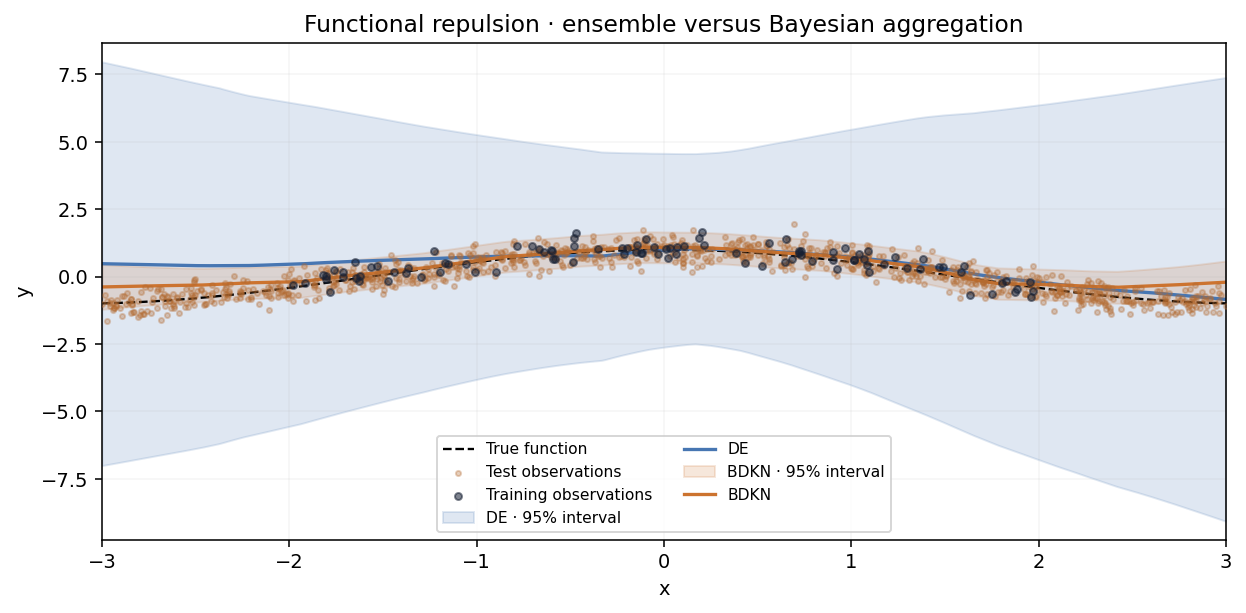 Functional repulsion · ensemble versus Bayesian aggregation
y
7.5
5.0
2.5
0.0
−2.5
−5.0
−7.5
True function
Test observations
Training observations
DE · 95% interval
DE
BDKN · 95% interval
BDKN
−3
−2
−1
0
1
2
3
x